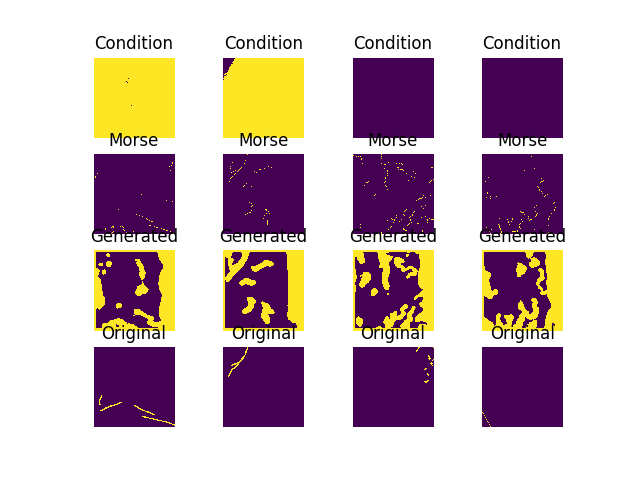 Condition Condition Condition Condition
Morse Morse Morse Morse
Generated Generated Generated Generated
Original Original Original Original